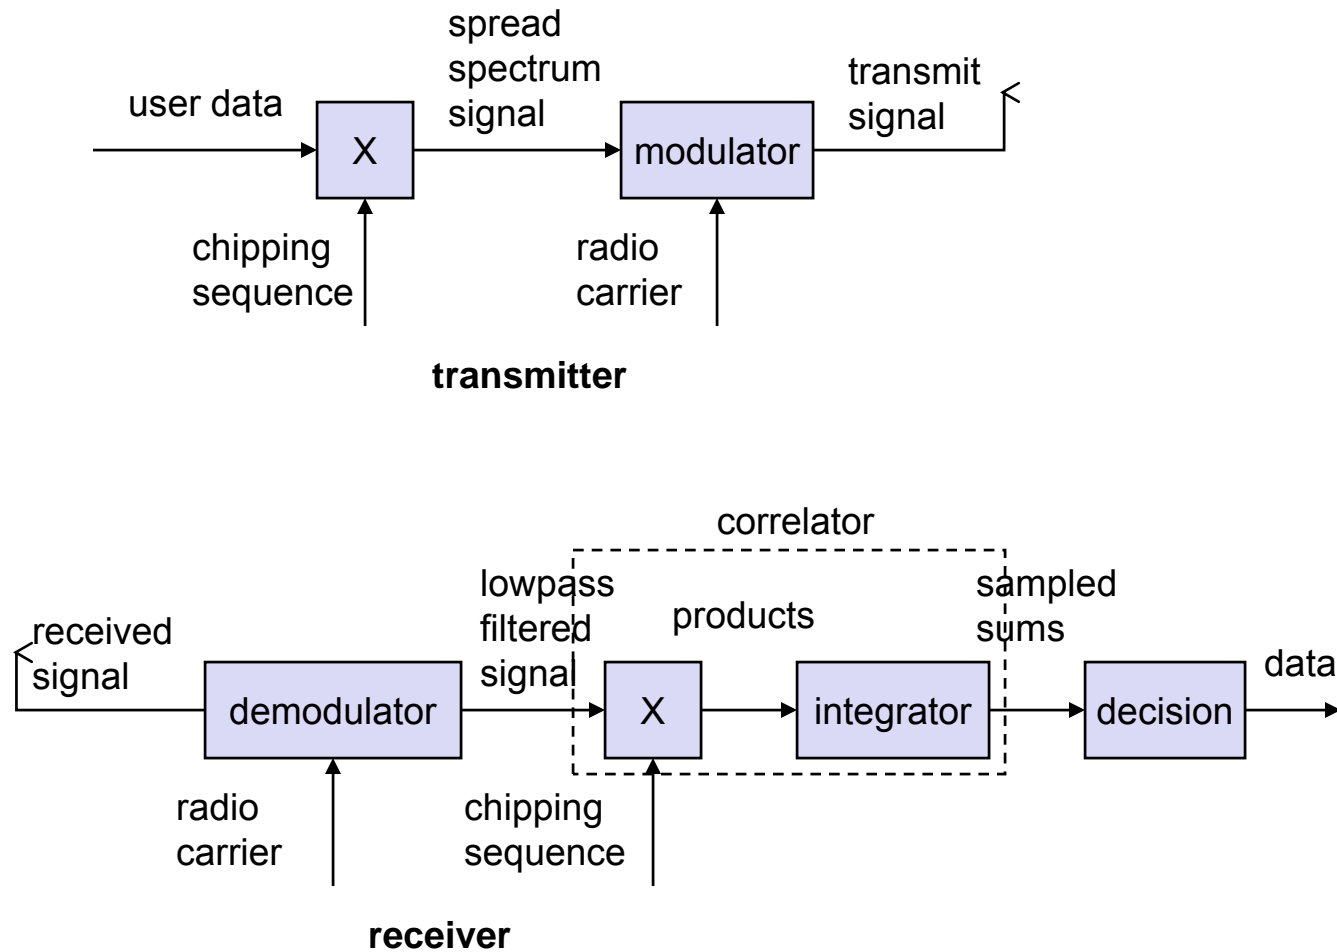 spread
spectrum
signal
user data
transmit
signal
X
modulator
chipping
sequence
radio
carrier
transmitter
correlator
lowpass
filtered
signal
products
sampled
sums
received
signal
data
demodulator
X
integrator
decision
radio
carrier
chipping
sequence
receiver